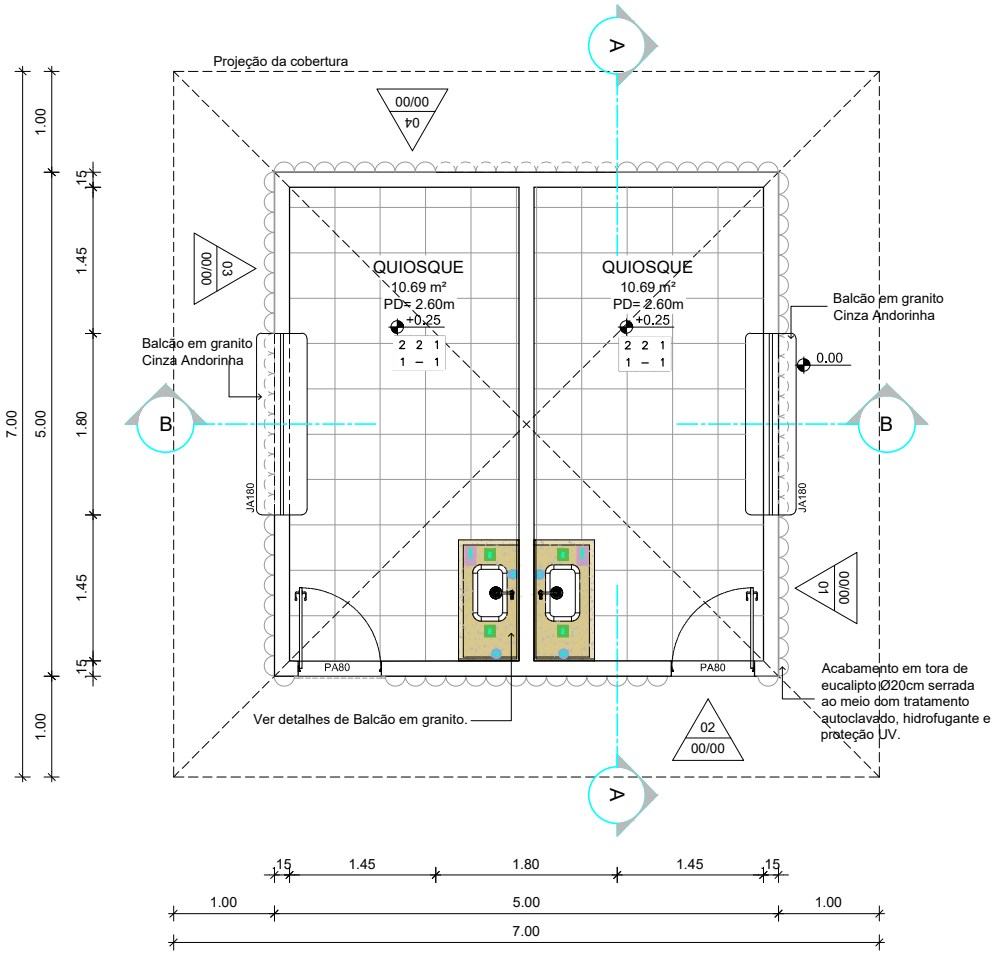 A
Projeção da cobertura
00/00
04
7.00
1.00
15
1.45
03
00/00
QUIOSQUE
10.69 m²
PD= 2.60m
+0.25
2 2 1
1 – 1
QUIOSQUE
10.69 m²
PD= 2.60m
+0.25
2 2 1
1 – 1
Balcão em granito
Cinza Andorinha
Balcão em granito
Cinza Andorinha
0.00
5.00
1.80
B
B
JA180
JA180
1.45
00/00
01
15
PA80
PA80
1.00
Ver detalhes de Balcão em granito.
02
00/00
Acabamento em tora de
eucalipto Ø20cm serrada
ao meio com tratamento
autoclavado, hidrofugante e
proteção UV.
A
15
1.45
1.80
1.45
15
1.00
5.00
1.00
7.00